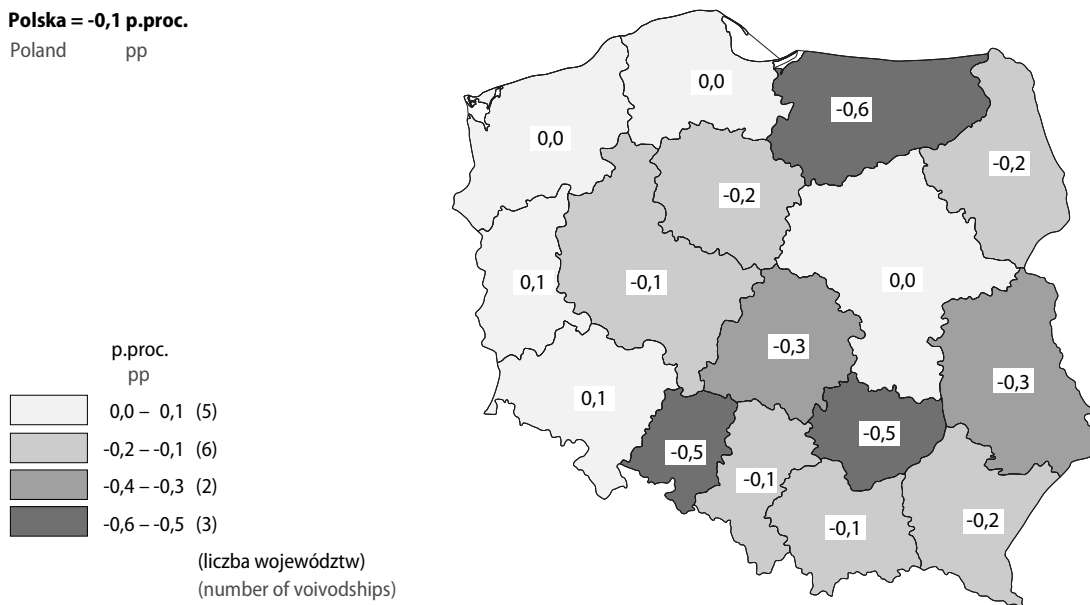 Polska = -0,1 p.proc.
Poland pp
0,0
-0,6
0,0
-0,2
-0,2
0,1
-0,1
0,0
-0,3
-0,3
0,1
-0,5
-0,5
-0,1
-0,1
-0,2
p.proc.
pp
0,0 – 0,1 (5)
-0,2 – -0,1 (6)
-0,4 – -0,3 (2)
-0,6 – -0,5 (3)
(liczba województw)
(number of voivodships)